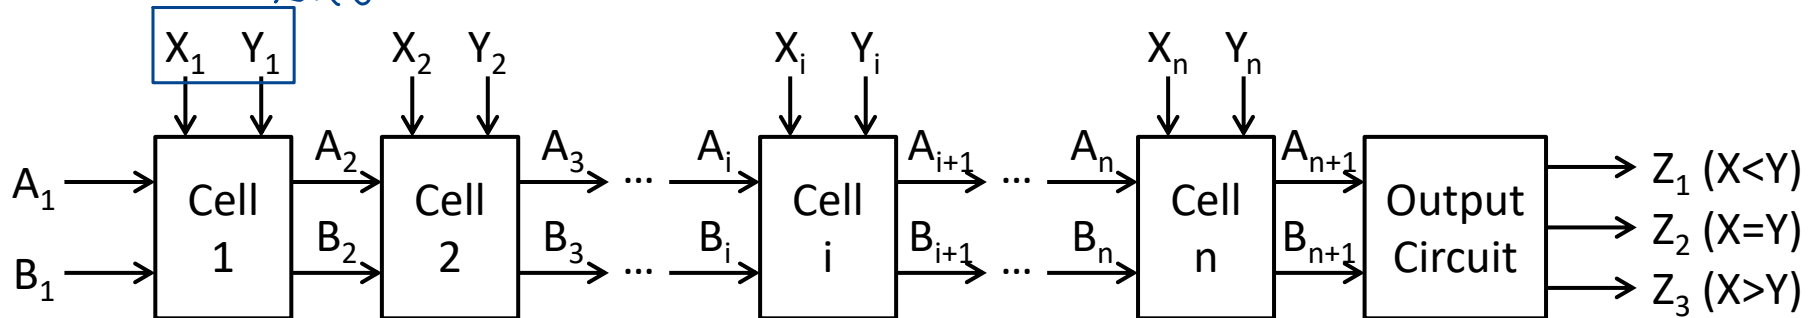 X₁ Y₁ X₂ Y₂ Xᵢ Yᵢ Xₙ Yₙ
A₁ A₂ A₃ ... Aᵢ Aᵢ₊₁ ... Aₙ Aₙ₊₁
B₁ B₂ B₃ ... Bᵢ Bᵢ₊₁ ... Bₙ Bₙ₊₁
Cell
1
Cell
2
Cell
i
Cell
n
Output
Circuit
Z₁ (X<Y)
Z₂ (X=Y)
Z₃ (X>Y)